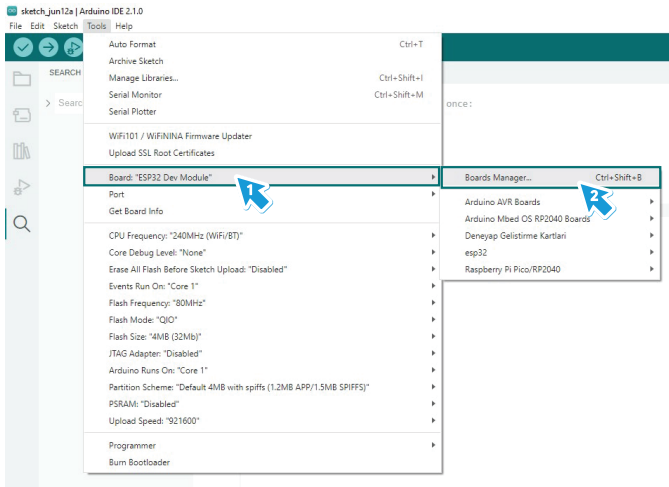 sketch_jun12a | Arduino IDE 2.1.0
File Edit Sketch Tools Help
SEARCH
Auto Format Ctrl+T
Archive Sketch
Manage Libraries... Ctrl+Shift+I
Serial Monitor Ctrl+Shift+M
Serial Plotter
once:
WiFi101 / WiFiNINA Firmware Updater
Upload SSL Root Certificates
Board: "ESP32 Dev Module"
1
Port
Get Board Info
Boards Manager... Ctrl+Shift+B
2
Arduino AVR Boards
Arduino Mbed OS RP2040 Boards
Deneyap Gelistirme Kartlari
esp32
Raspberry Pi Pico/RP2040
CPU Frequency: "240MHz (WiFi/BT)"
Core Debug Level: "None"
Erase All Flash Before Sketch Upload: "Disabled"
Events Run On: "Core 1"
Flash Frequency: "80MHz"
Flash Mode: "QIO"
Flash Size: "4MB (32Mb)"
JTAG Adapter: "Disabled"
Arduino Runs On: "Core 1"
Partition Scheme: "Default 4MB with spiffs (1.2MB APP/1.5MB SPIFFS)"
PSRAM: "Disabled"
Upload Speed: "921600"
Programmer
Burn Bootloader